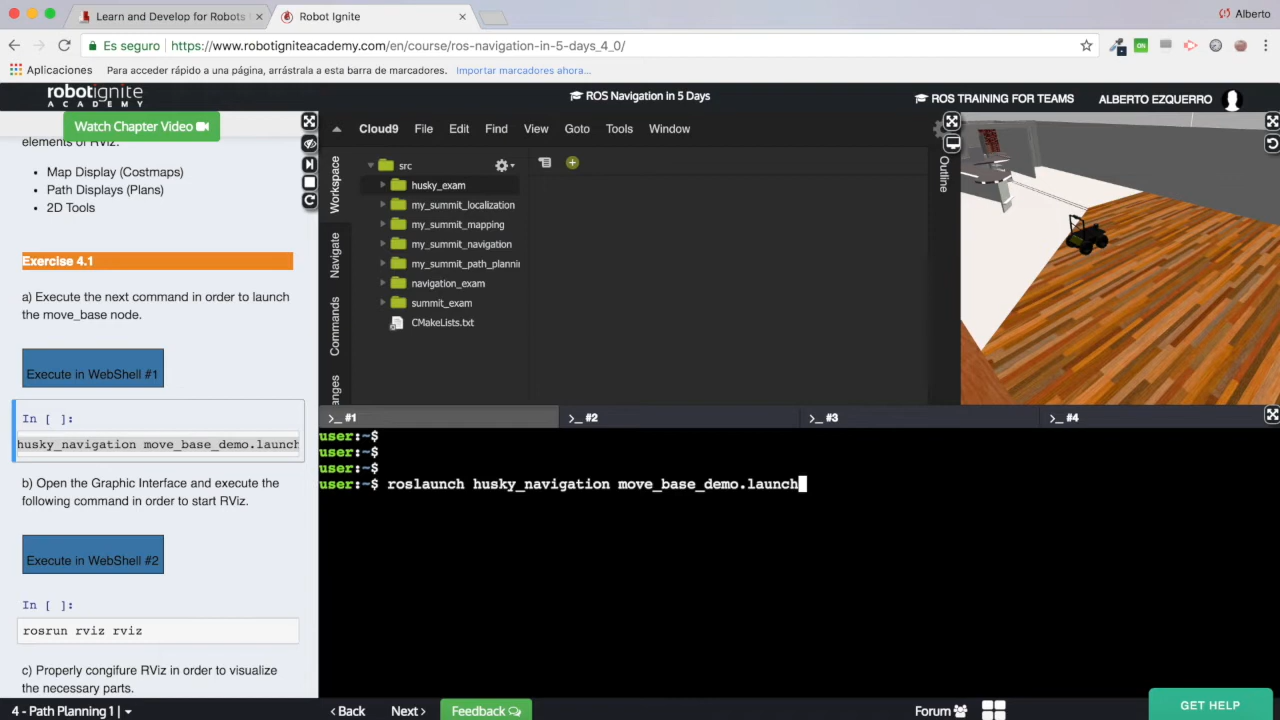 Learn and Develop for Robots
Robot Ignite
Alberto
Es seguro
https://www.robotigniteacademy.com/en/course/ros-navigation-in-5-days_4_0/
ON
Aplicaciones
Para acceder rápido a una página, arrástrala a esta barra de marcadores.
Importar marcadores ahora...
robotignite
ACADEMY
ROS Navigation in 5 Days
ROS TRAINING FOR TEAMS
ALBERTO EZQUERRO
Watch Chapter Video
elements of RViz:
Map Display (Costmaps)
Path Displays (Plans)
2D Tools
Exercise 4.1
a) Execute the next command in order to launch
the move_base node.
Execute in WebShell #1
In [ ]:
husky_navigation move_base_demo.launch
b) Open the Graphic Interface and execute the
following command in order to start RViz.
Execute in WebShell #2
In [ ]:
rosrun rviz rviz
c) Properly congifure RViz in order to visualize
the necessary parts.
Cloud9 File Edit Find View Goto Tools Window
Workspace
Navigate
Commands
anges
src
husky_exam
my_summit_localization
my_summit_mapping
my_summit_navigation
my_summit_path_plannin
navigation_exam
summit_exam
CMakeLists.txt
Outline
>_ #1
>_ #2
>_ #3
>_ #4
user:~$
user:~$
user:~$
user:~$ roslaunch husky_navigation move_base_demo.launch
4 - Path Planning 1 |
< Back
Next >
Feedback
Forum
GET HELP